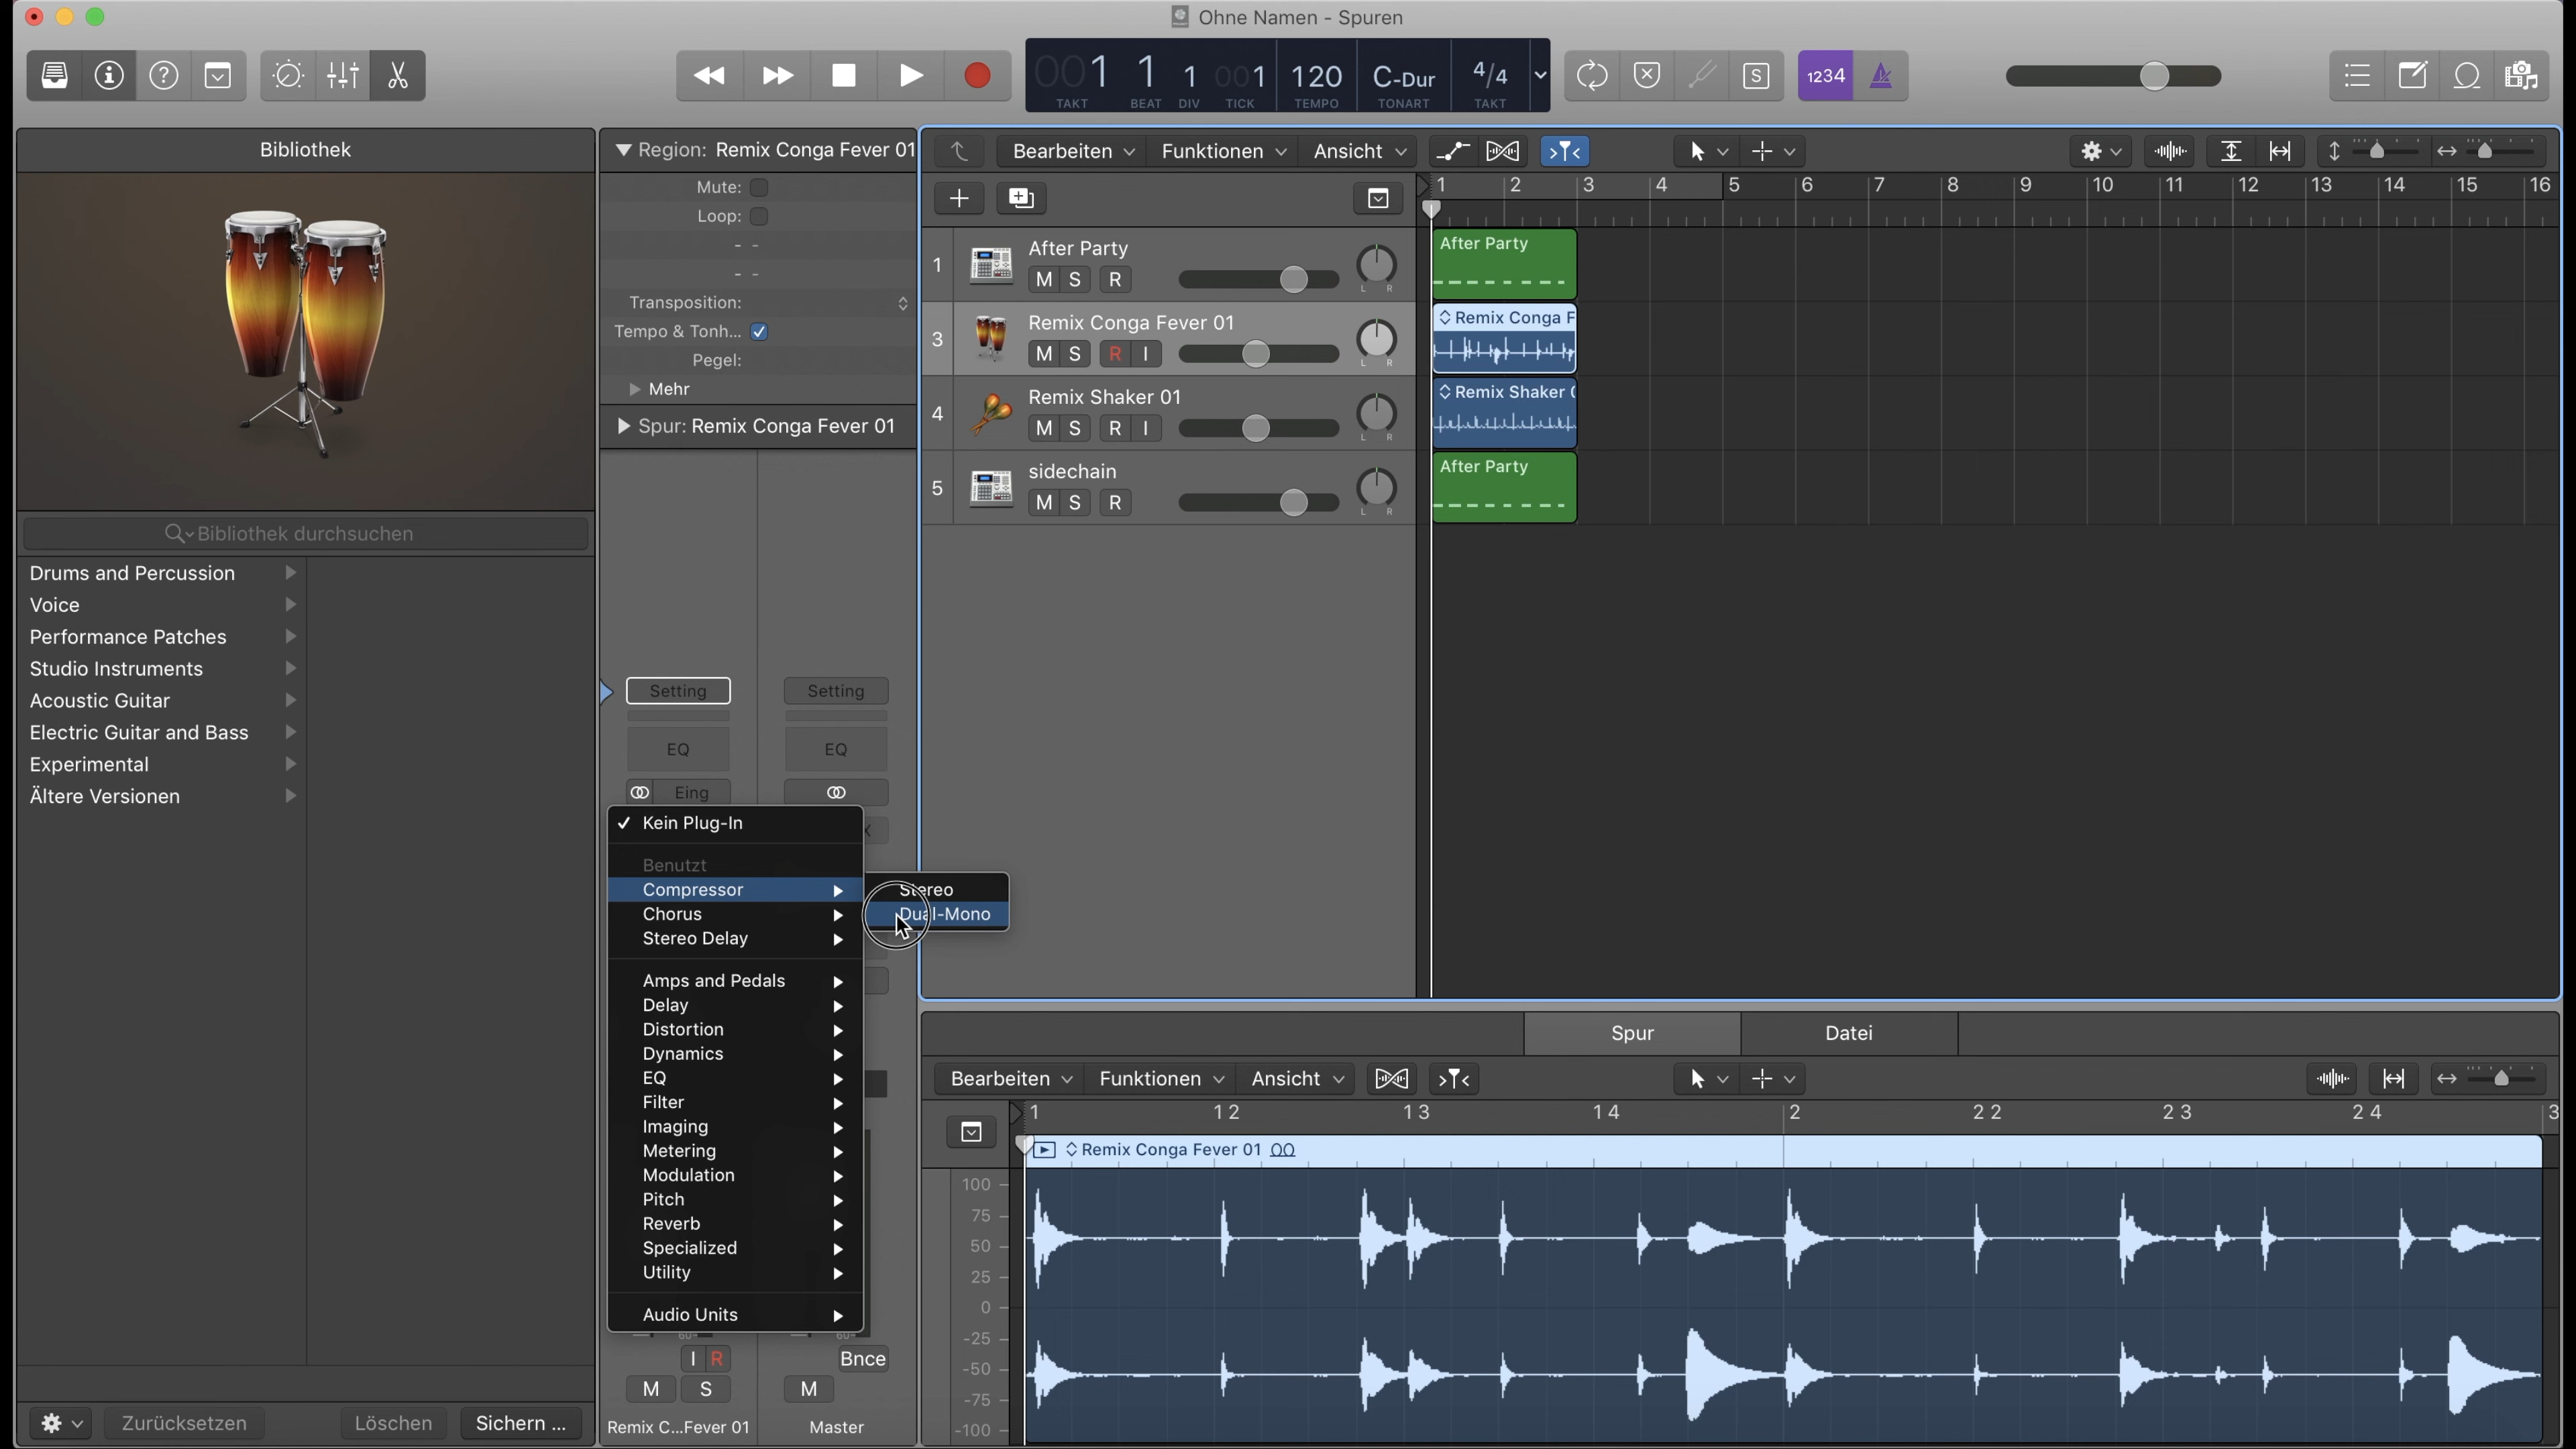 Ohne Namen - Spuren
001 1 1 001 120 C-Dur 4/4
TAKT BEAT DIV TICK TEMPO TONART TAKT
S
1234
Bibliothek
Bibliothek durchsuchen
Drums and Percussion
Voice
Performance Patches
Studio Instruments
Acoustic Guitar
Electric Guitar and Bass
Experimental
Ältere Versionen
Zurücksetzen Löschen Sichern ...
Region: Remix Conga Fever 01
Mute:
Loop:
- -
- -
Transposition:
Tempo & Tonh...
Pegel:
Mehr
Spur: Remix Conga Fever 01
Setting Setting
EQ EQ
Eing
Kein Plug-In
Benutzt
Compressor
Chorus
Stereo Delay
Amps and Pedals
Delay
Distortion
Dynamics
EQ
Filter
Imaging
Metering
Modulation
Pitch
Reverb
Specialized
Utility
Audio Units
Stereo
Dual-Mono
I R Bnce
M S M
Remix C...Fever 01 Master
Bearbeiten Funktionen Ansicht
1 2 3 4 5 6 7 8 9 10 11 12 13 14 15 16
1 After Party
M S R L R
3 Remix Conga Fever 01
M S R I L R
4 Remix Shaker 01
M S R I L R
5 sidechain
M S R L R
After Party
Remix Conga F
Remix Shaker
After Party
Spur Datei
Bearbeiten Funktionen Ansicht
1 1 2 1 3 1 4 2 2 2 2 3 2 4 3
Remix Conga Fever 01
100
75
50
25
0
-25
-50
-75
-100